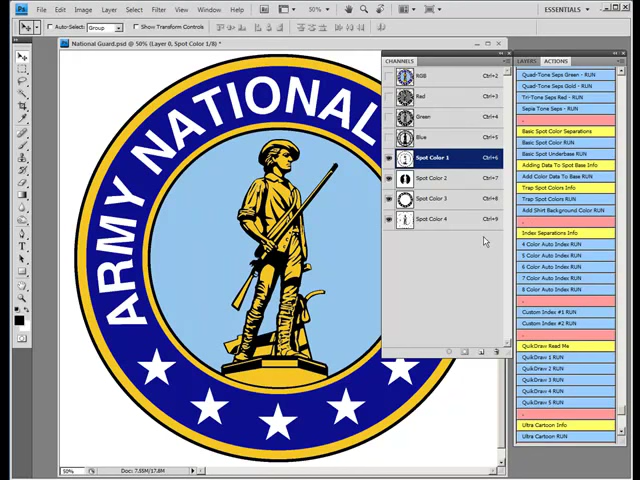 Ps File Edit Image Layer Select Filter View Window Help 50% ESSENTIALS
Auto-Select: Group Show Transform Controls
National Guard.psd @ 50% (Layer 0, Spot Color 1/8) *
ARMY NATIONAL
CHANNELS
RGB Ctrl+2
Red Ctrl+3
Green Ctrl+4
Blue Ctrl+5
Spot Color 1 Ctrl+6
Spot Color 2 Ctrl+7
Spot Color 3 Ctrl+8
Spot Color 4 Ctrl+9
LAYERS ACTIONS
Quad-Tone Seps Green - RUN
Quad-Tone Seps Gold - RUN
Tri-Tone Seps Red - RUN
Sepia Tone Seps - RUN
Basic Spot Color Separations
Basic Spot Color RUN
Basic Spot Underbase RUN
Adding Data To Spot Base Info
Add Color Data To Base RUN
Trap Spot Colors Info
Trap Spot Colors RUN
Add Shirt Background Color RUN
Index Separations Info
4 Color Auto Index RUN
5 Color Auto Index RUN
6 Color Auto Index RUN
7 Color Auto Index RUN
8 Color Auto Index RUN
Custom Index #1 RUN
Custom Index #2 RUN
QuikDraw Read Me
QuikDraw 1 RUN
QuikDraw 2 RUN
QuikDraw 3 RUN
QuikDraw 4 RUN
QuikDraw 5 RUN
Ultra Cartoon Info
Ultra Cartoon RUN
50% Doc: 7.55M/17.8M